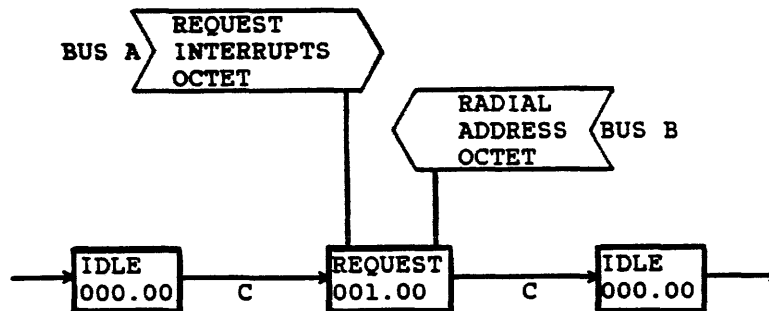 REQUEST
BUS A INTERRUPTS
OCTET
RADIAL
ADDRESS BUS B
OCTET
IDLE
000.00
C
REQUEST
001.00
C
IDLE
000.00